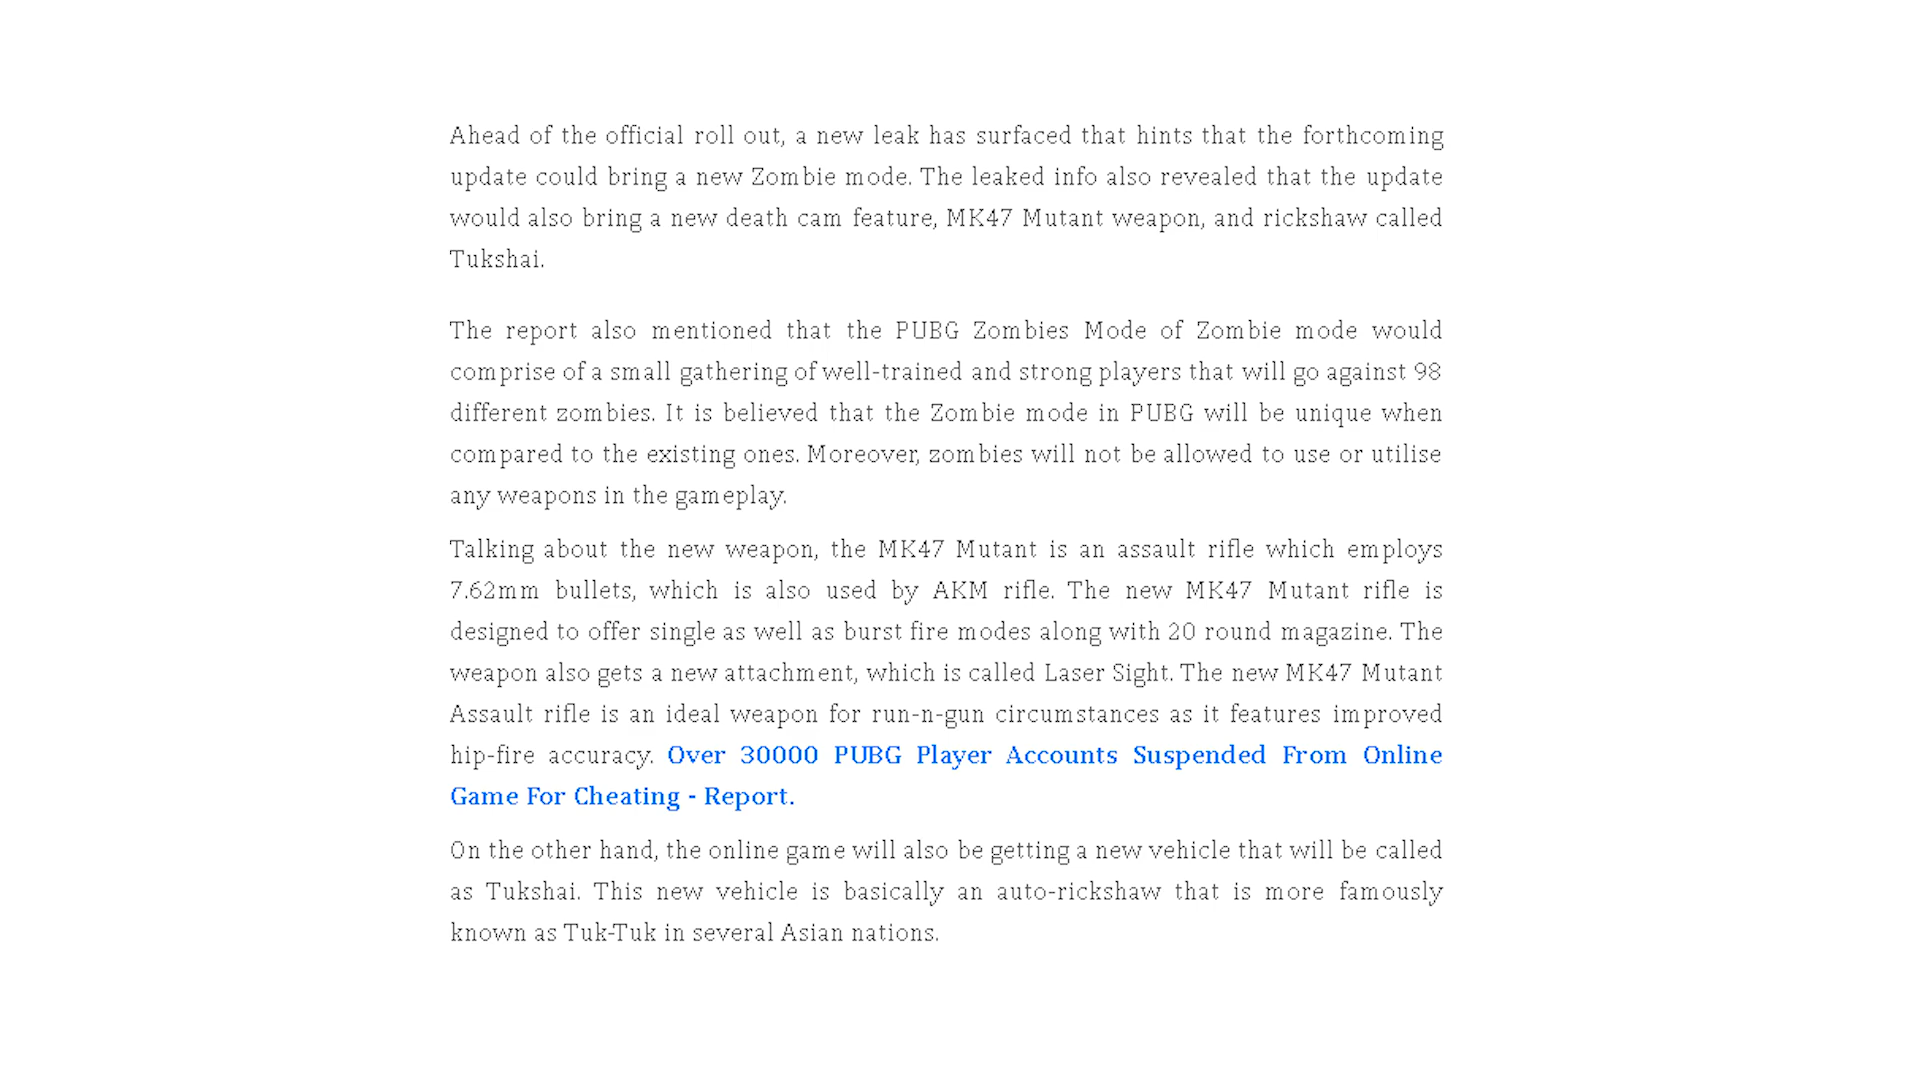 Ahead of the official roll out, a new leak has surfaced that hints that the forthcoming
update could bring a new Zombie mode. The leaked info also revealed that the update
would also bring a new death cam feature, MK47 Mutant weapon, and rickshaw called
Tukshai.
The report also mentioned that the PUBG Zombies Mode of Zombie mode would
comprise of a small gathering of well-trained and strong players that will go against 98
different zombies. It is believed that the Zombie mode in PUBG will be unique when
compared to the existing ones. Moreover, zombies will not be allowed to use or utilise
any weapons in the gameplay.
Talking about the new weapon, the MK47 Mutant is an assault rifle which employs
7.62mm bullets, which is also used by AKM rifle. The new MK47 Mutant rifle is
designed to offer single as well as burst fire modes along with 20 round magazine. The
weapon also gets a new attachment, which is called Laser Sight. The new MK47 Mutant
Assault rifle is an ideal weapon for run-n-gun circumstances as it features improved
hip-fire accuracy. Over 30000 PUBG Player Accounts Suspended From Online
Game For Cheating - Report.
On the other hand, the online game will also be getting a new vehicle that will be called
as Tukshai. This new vehicle is basically an auto-rickshaw that is more famously
known as Tuk-Tuk in several Asian nations.